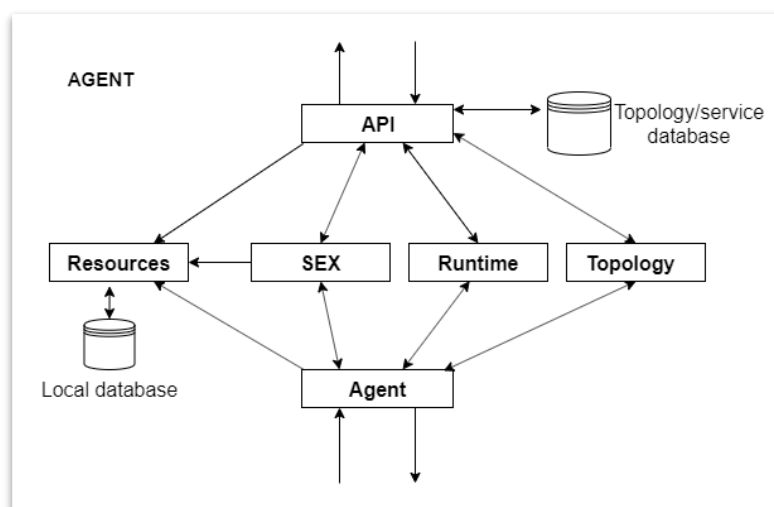 AGENT
API
Topology/service
database
Resources
SEX
Runtime
Topology
Local database
Agent